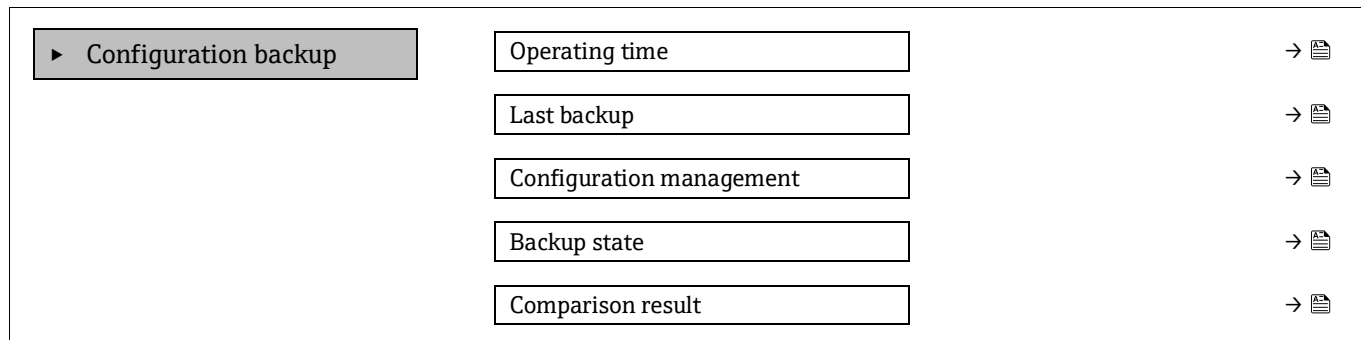 ▸ Configuration backup
Operating time →
Last backup →
Configuration management →
Backup state →
Comparison result →